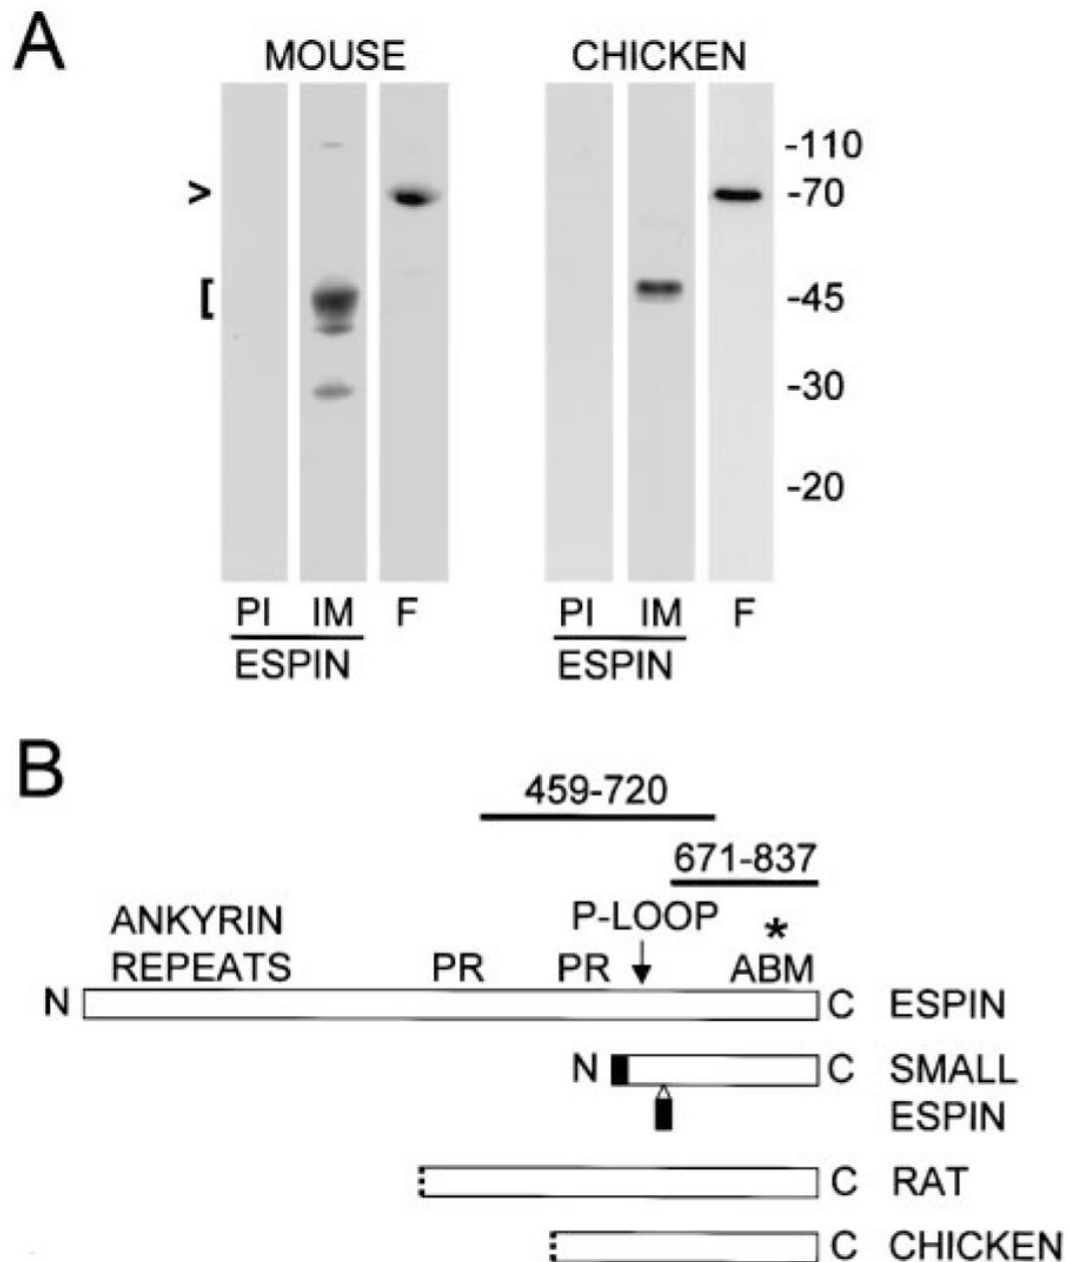 A
MOUSE CHICKEN
-110
> -70
[ -45
-30
-20
PI IM F PI IM F
ESPIN ESPIN
B
459-720
671-837
ANKYRIN P-LOOP *
REPEATS PR PR ABM
N C ESPIN
N C SMALL
ESPIN
C RAT
C CHICKEN